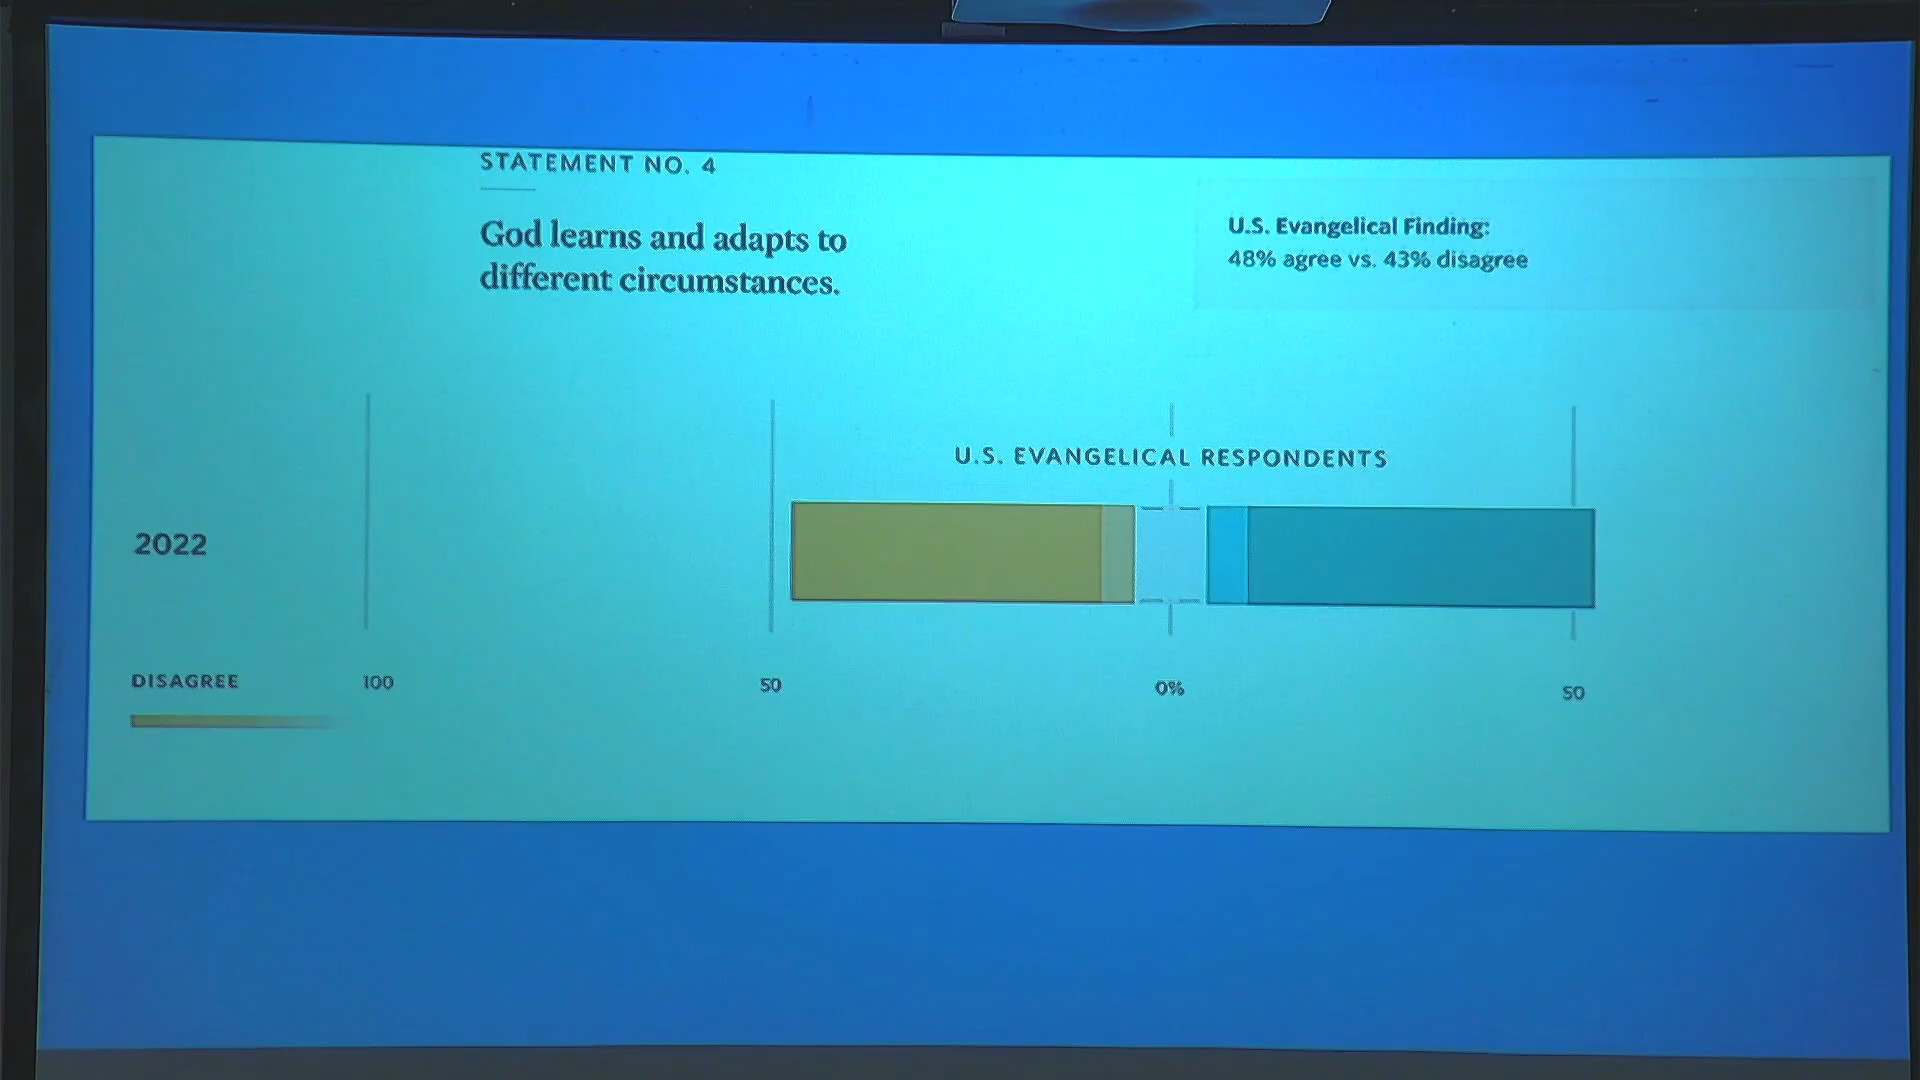 STATEMENT NO. 4
God learns and adapts to
different circumstances.
U.S. Evangelical Finding:
48% agree vs. 43% disagree
U.S. EVANGELICAL RESPONDENTS
2022
DISAGREE
100
50
0%
50